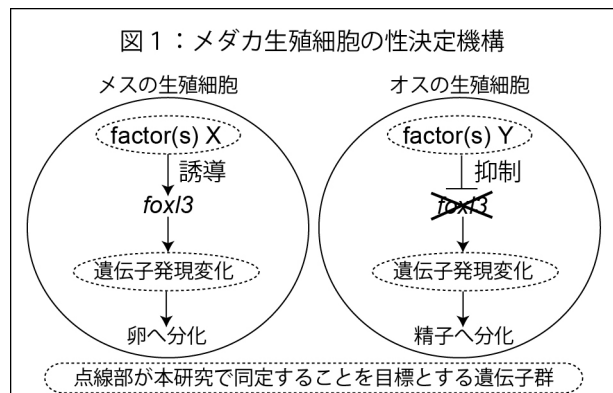 図1：メダカ生殖細胞の性決定機構
メスの生殖細胞
factor(s) X
誘導
foxl3
遺伝子発現変化
卵へ分化
オスの生殖細胞
factor(s) Y
抑制
foxl3
遺伝子発現変化
精子へ分化
点線部が本研究で同定することを目標とする遺伝子群